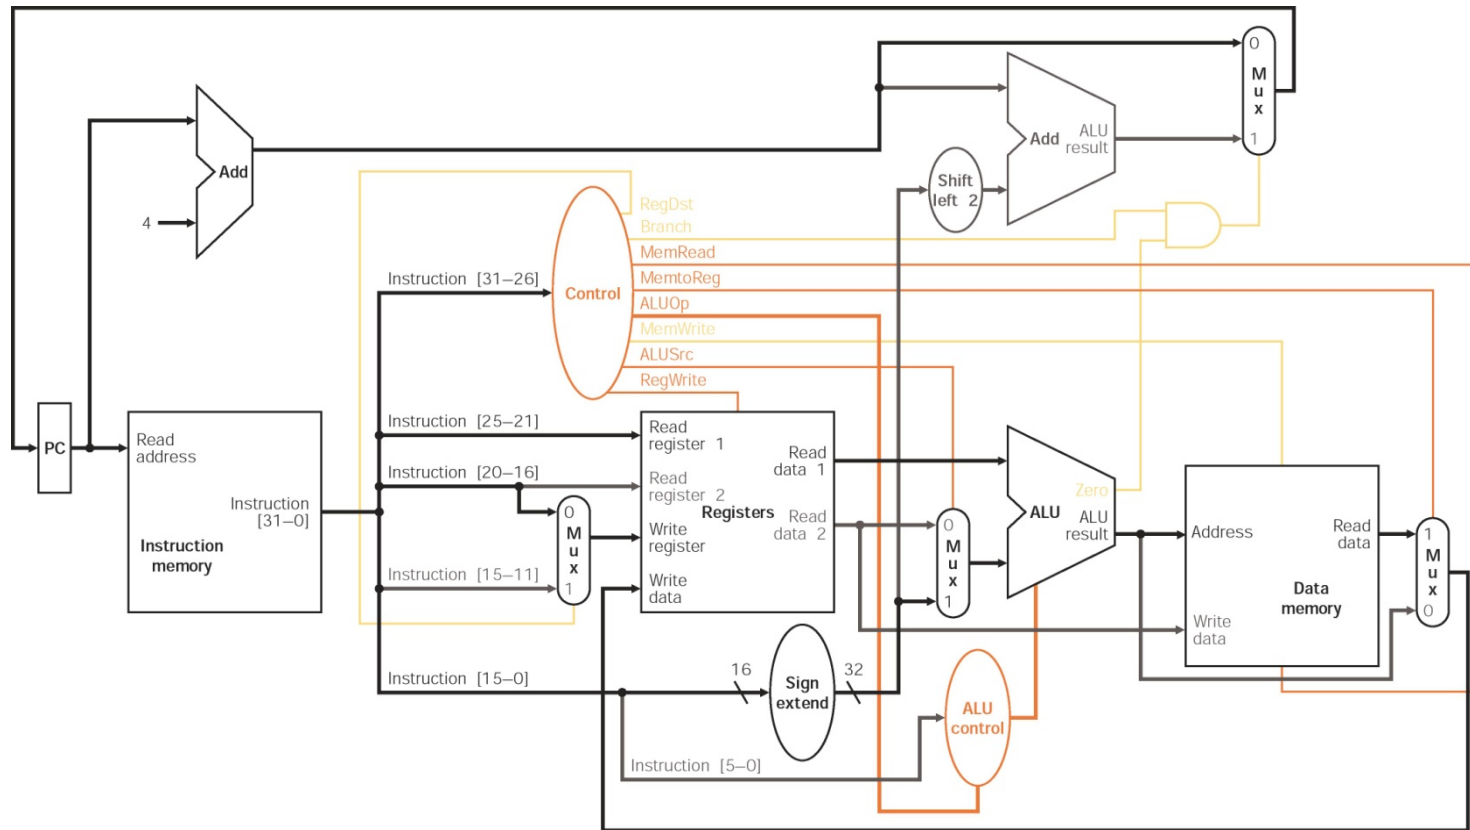 0
M
u
x
1
Add
4
Add
ALU
result
Shift
left 2
RegDst
Branch
MemRead
MemtoReg
ALUOp
MemWrite
ALUSrc
RegWrite
Control
Instruction [31–26]
PC
Read
address
Instruction
[31–0]
Instruction
memory
Instruction [25–21]
Instruction [20–16]
Instruction [15–11]
Instruction [15–0]
0
M
u
x
1
Read
register 1
Read
register 2
Write
register
Write
data
Registers
Read
data 1
Read
data 2
0
M
u
x
1
Zero
ALU
ALU
result
Address
Write
data
Read
data
Data
memory
1
M
u
x
0
16
Sign
extend
32
ALU
control
Instruction [5–0]